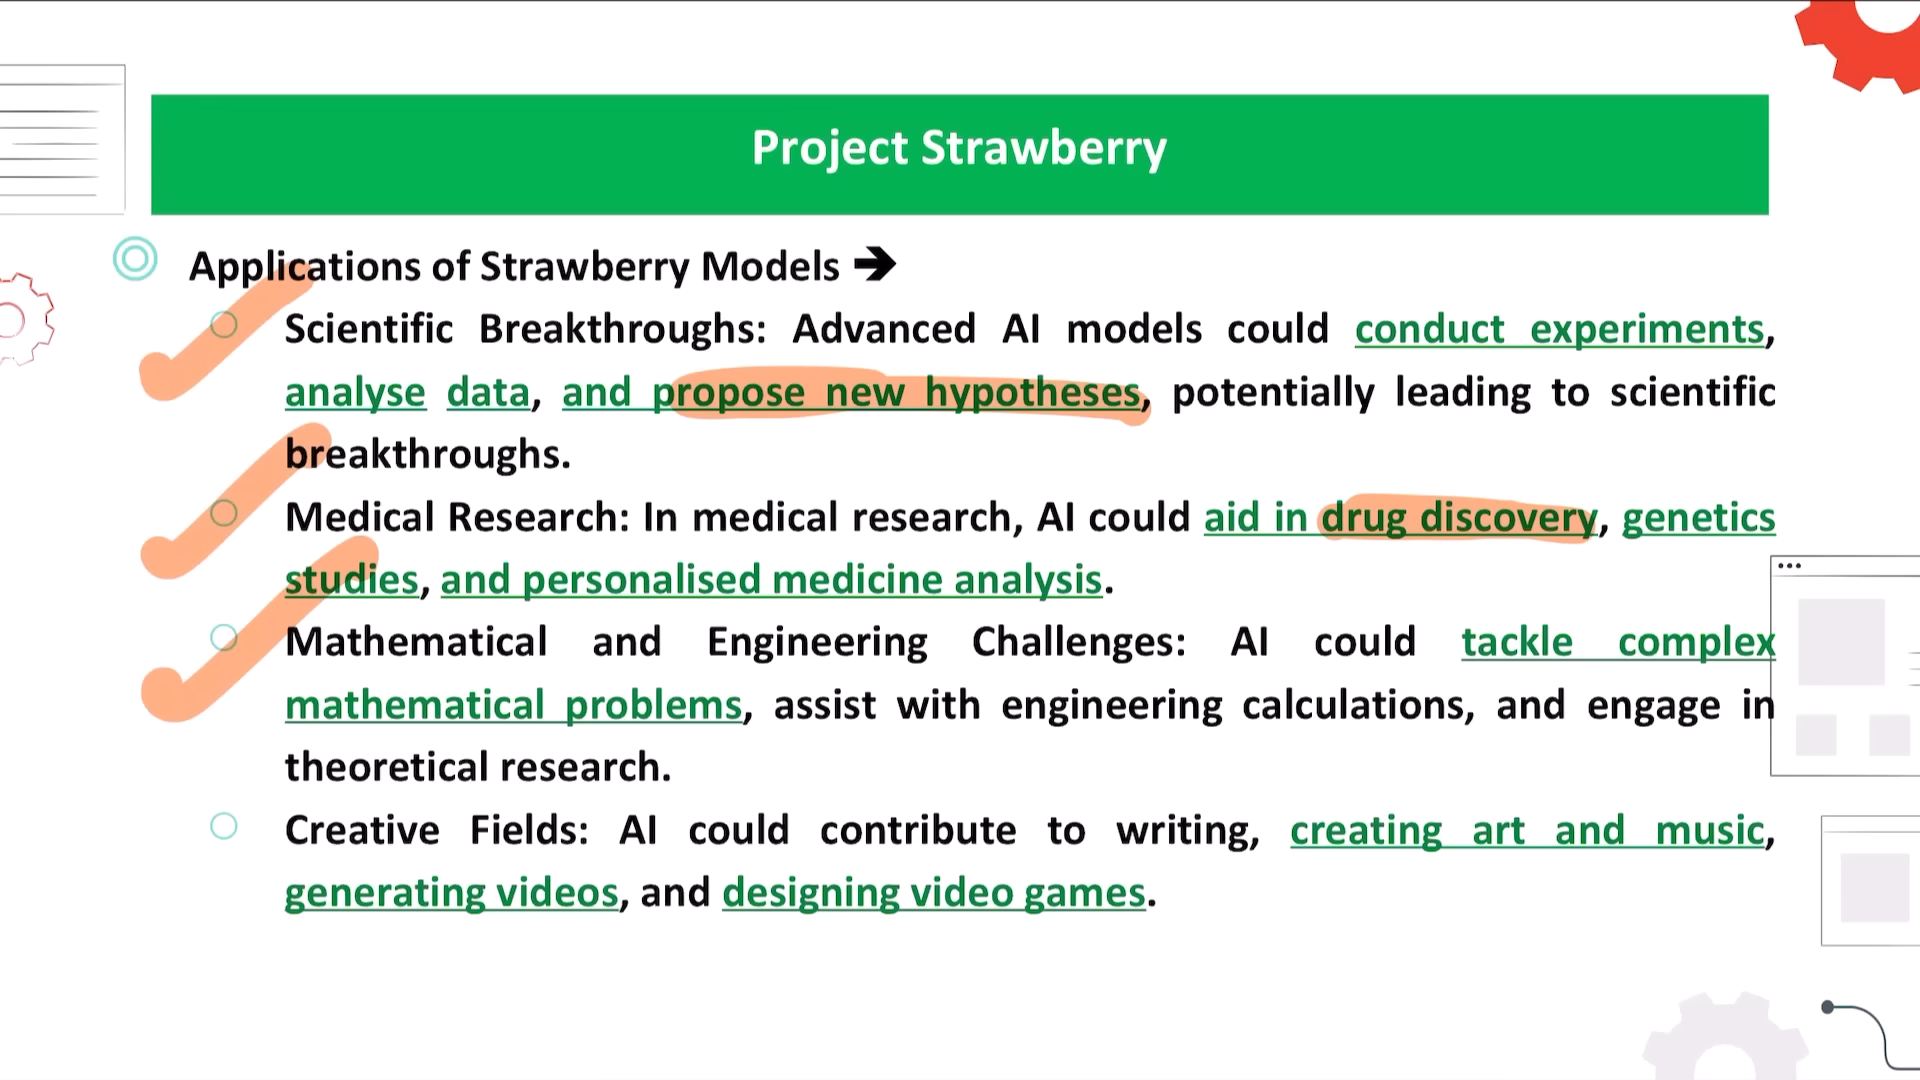 Project Strawberry
Applications of Strawberry Models ➔
Scientific Breakthroughs: Advanced AI models could conduct experiments,
analyse data, and propose new hypotheses, potentially leading to scientific
breakthroughs.
Medical Research: In medical research, AI could aid in drug discovery, genetics
studies, and personalised medicine analysis.
Mathematical and Engineering Challenges: AI could tackle complex
mathematical problems, assist with engineering calculations, and engage in
theoretical research.
Creative Fields: AI could contribute to writing, creating art and music,
generating videos, and designing video games.